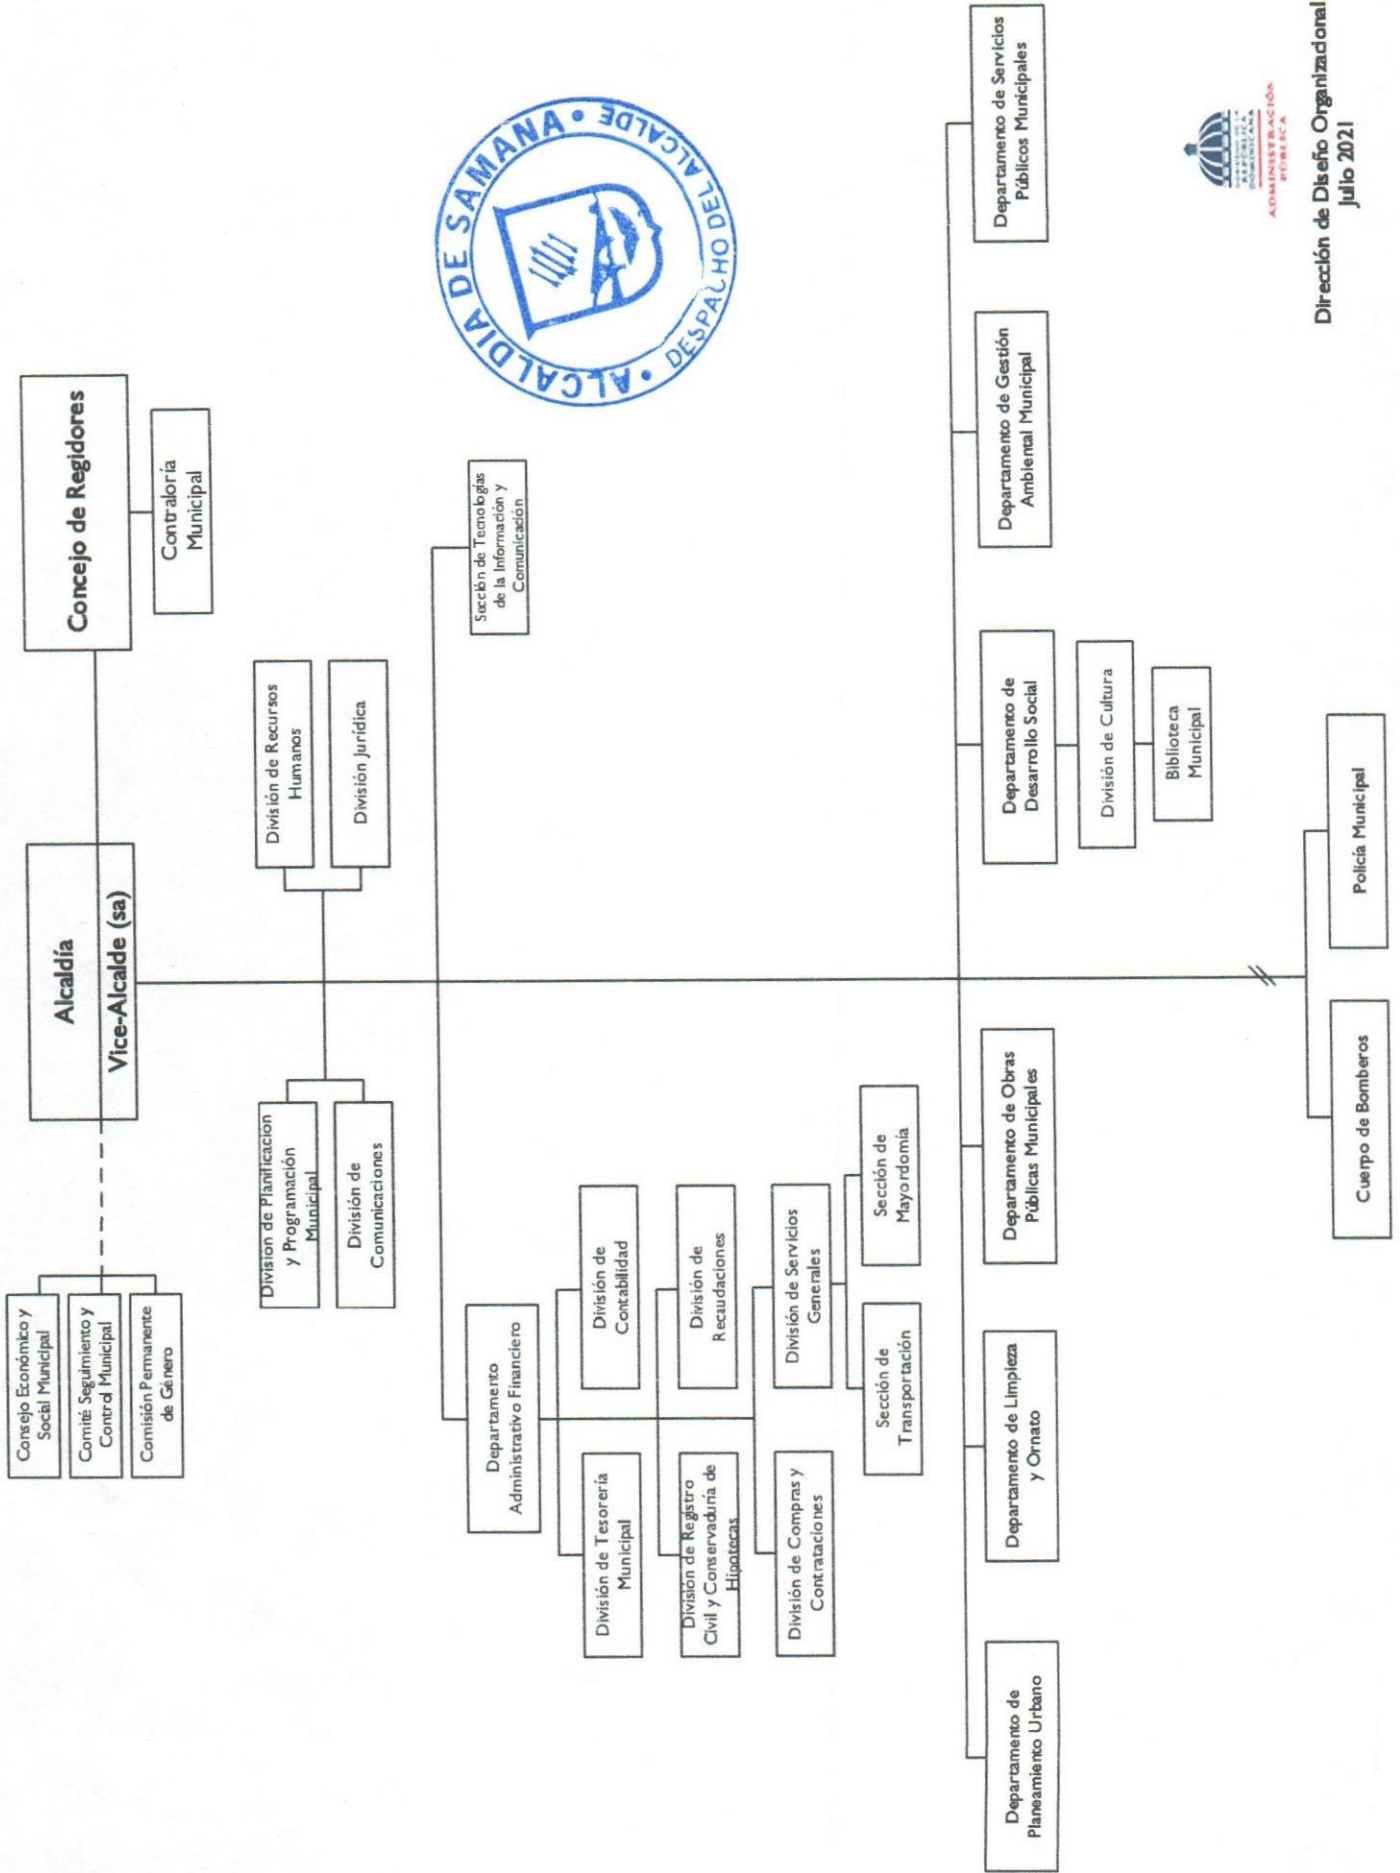 Alcaldía
Vice-Alcalde (sa)
Concejo de Regidores
Contraloría
Municipal
Consejo Económico y
Social Municipal
Comité Seguimiento y
Control Municipal
Comisión Permanente
de Género
División de Planificacion
y Programación
Municipal
División de
Comunicaciones
División de Recursos
Humanos
División Jurídica
Departamento
Administrativo Financiero
Sección de Tecnologías
de la Información y
Comunicación
División de Tesorería
Municipal
División de
Contabilidad
División de Registro
Civil y Conservaduría de
Hipotecas
División de
Recaudaciones
División de Compras y
Contrataciones
División de Servicios
Generales
Sección de
Transportación
Sección de
Mayordomía
Departamento de
Planeamiento Urbano
Departamento de Limpieza
y Ornato
Departamento de Obras
Públicas Municipales
Departamento de
Desarrollo Social
División de Cultura
Biblioteca
Municipal
Departamento de Gestión
Ambiental Municipal
Departamento de Servicios
Públicos Municipales
Cuerpo de Bomberos
Policía Municipal
• ALCALDIA DE SAMANA •
DESPACHO DEL ALCALDE
REPÚBLICA
DOMINICANA
ADMINISTRACIÓN
PÚBLICA
Dirección de Diseño Organizacional
Julio 2021